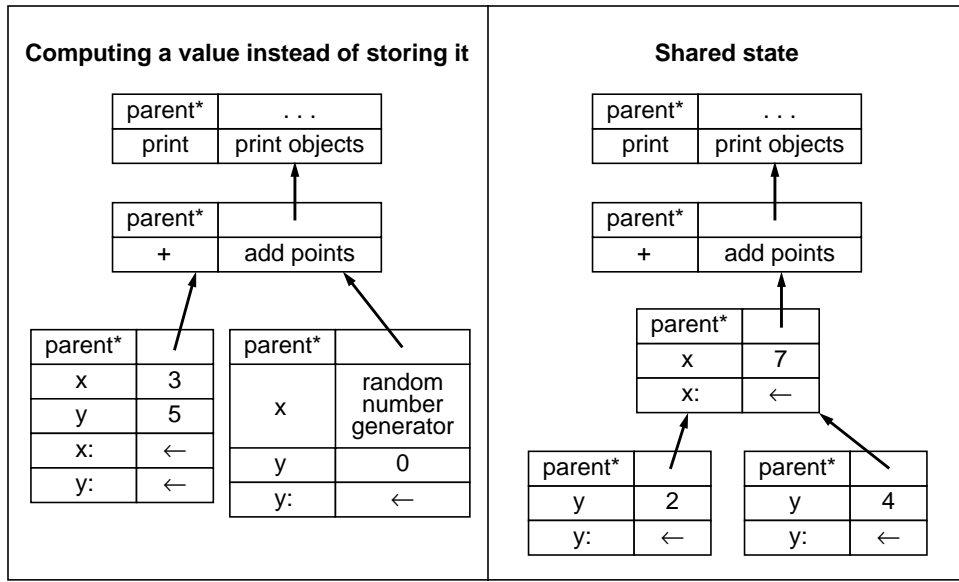 Computing a value instead of storing it
parent* . . .
print print objects
parent*
+ add points
parent*
x 3
y 5
x: ←
y: ←
parent*
x random
number
generator
y 0
y: ←
Shared state
parent* . . .
print print objects
parent*
+ add points
parent*
x 7
x: ←
parent*
y 2
y: ←
parent*
y 4
y: ←